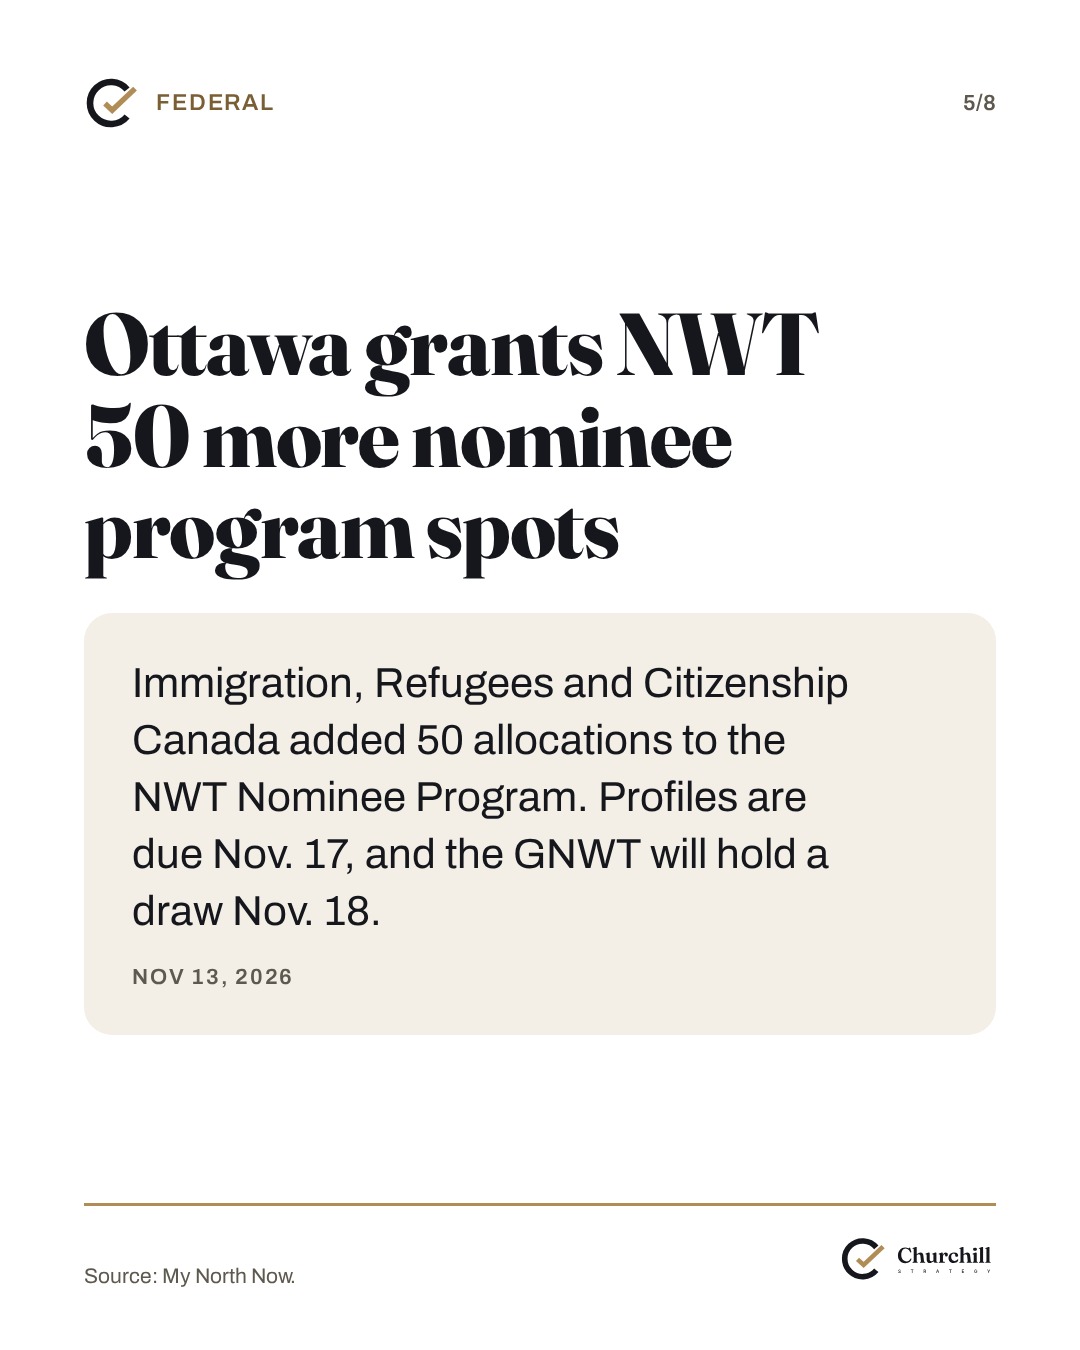 FEDERAL
5/8
Ottawa grants NWT
50 more nominee
program spots
Immigration, Refugees and Citizenship
Canada added 50 allocations to the
NWT Nominee Program. Profiles are
due Nov. 17, and the GNWT will hold a
draw Nov. 18.
NOV 13, 2026
Source: My North Now.
Churchill
STRATEGY